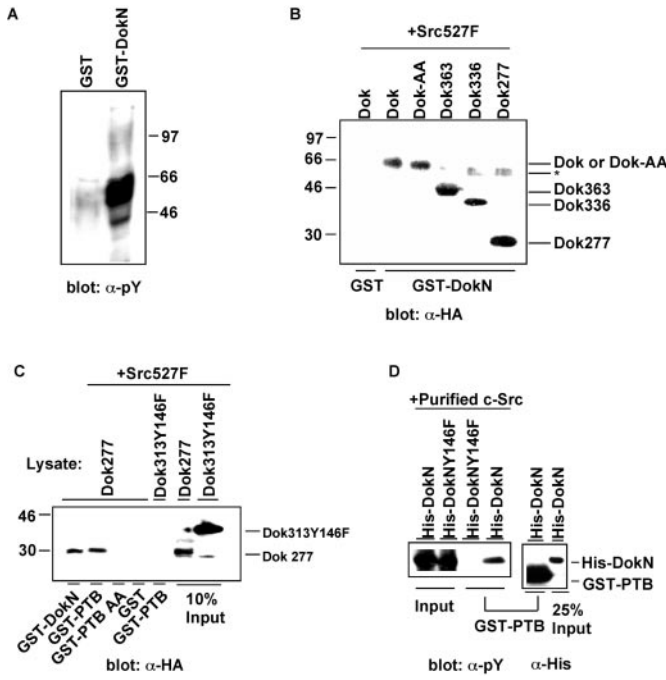 A
GST
GST-DokN
97
66
46
blot: α-pY
B
+Src527F
Dok
Dok
Dok-AA
Dok363
Dok336
Dok277
97
66
46
30
Dok or Dok-AA
*
Dok363
Dok336
Dok277
GST
GST-DokN
blot: α-HA
C
+Src527F
Lysate:
Dok277
Dok313Y146F
Dok277
Dok313Y146F
46
30
Dok313Y146F
Dok 277
GST-DokN
GST-PTB
GST-PTB AA
GST
GST-PTB
10%
Input
blot: α-HA
D
+Purified c-Src
His-DokN
His-DokNY146F
His-DokNY146F
His-DokN
His-DokN
His-DokN
His-DokN
GST-PTB
Input
GST-PTB
25%
Input
blot: α-pY
α-His